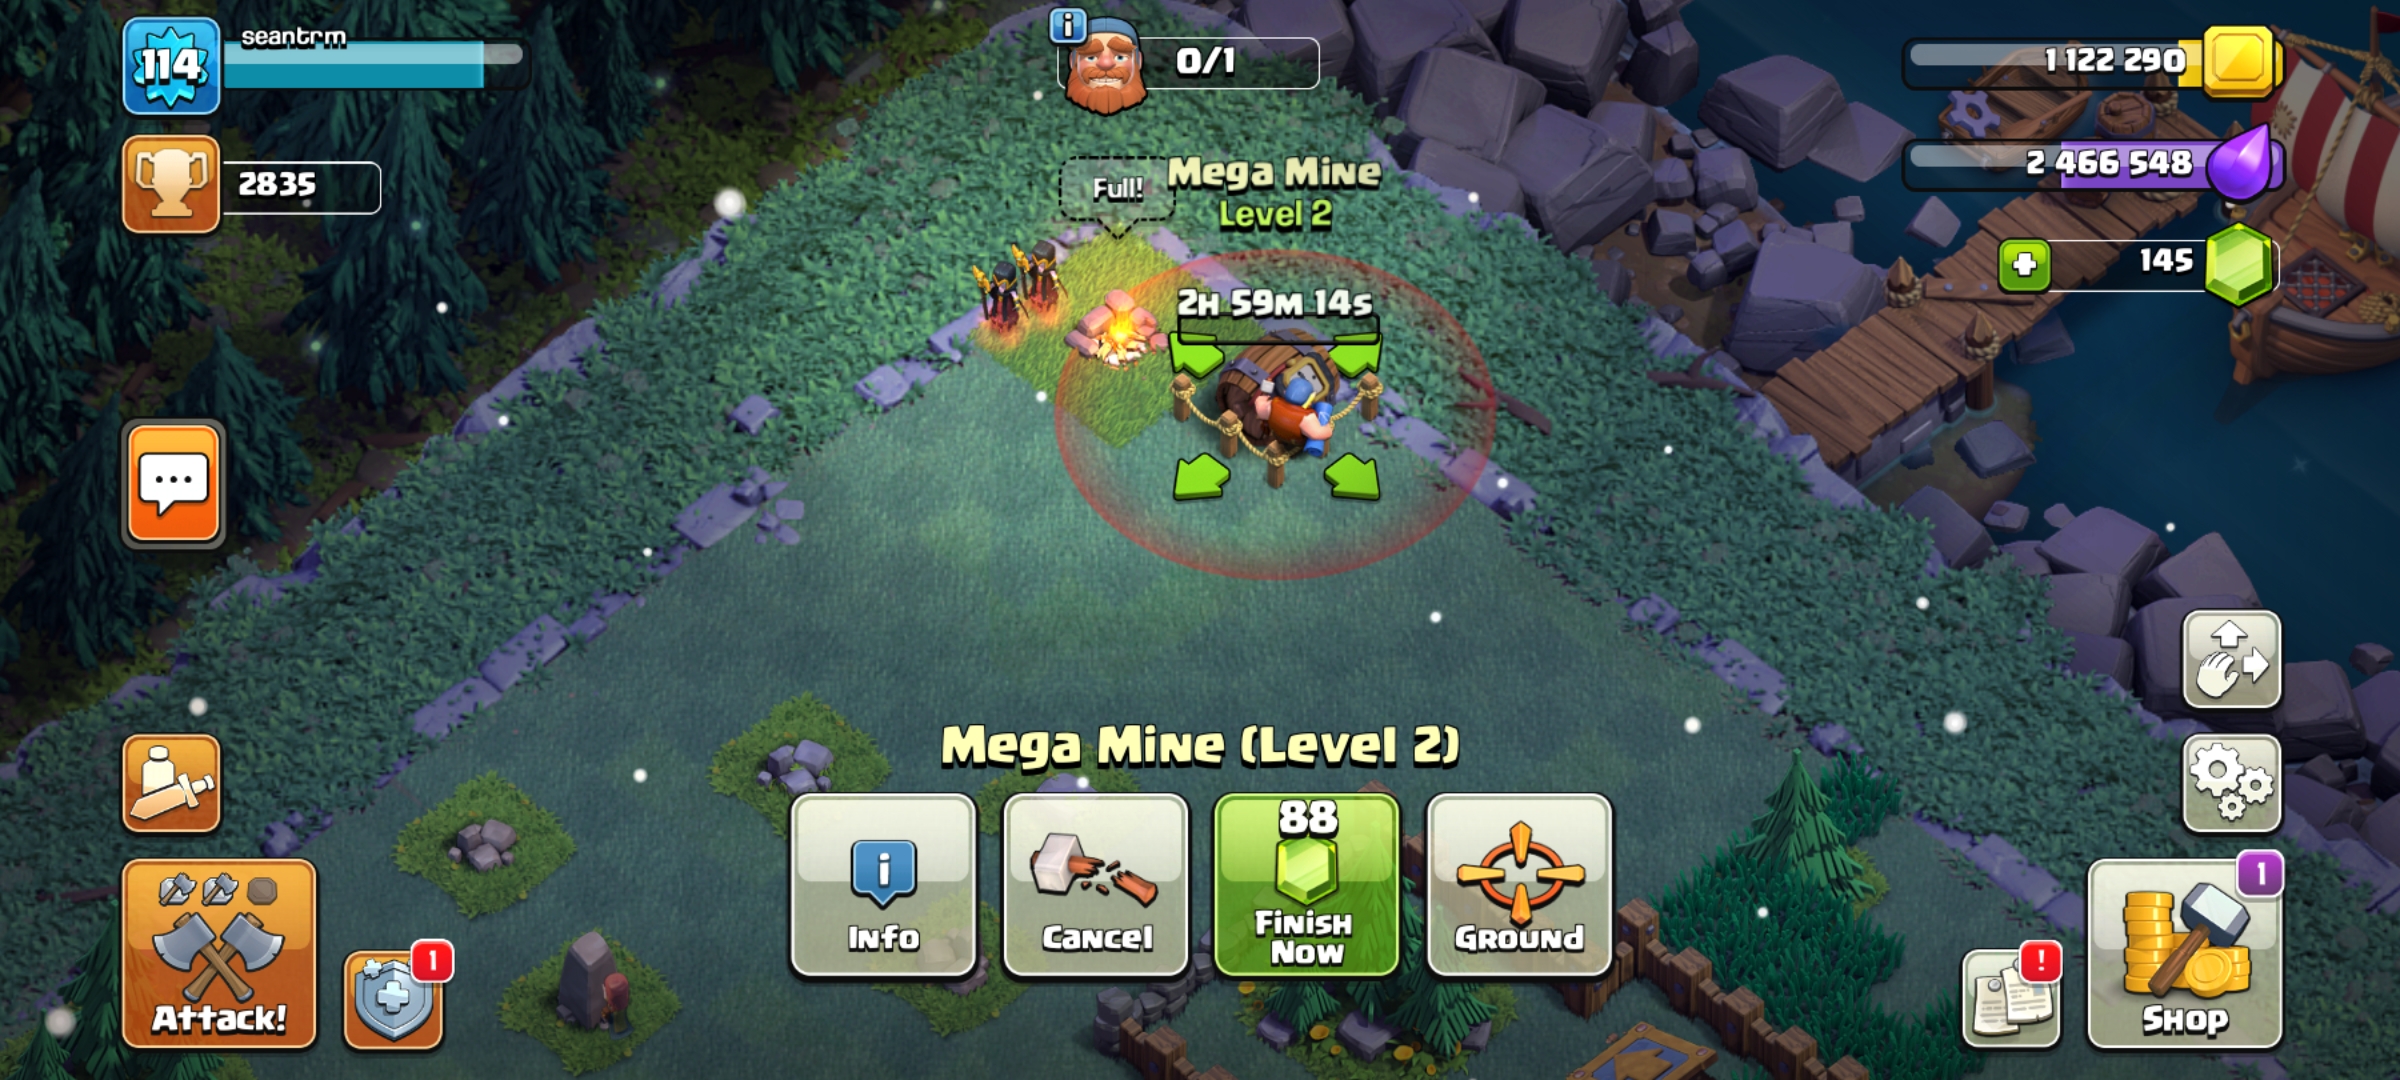 114
seantrm
0/1
1 122 290
2835
Full!
Mega Mine
Level 2
2 466 548
145
2H 59M 14s
Mega Mine (Level 2)
88
Info
Cancel
Finish
Now
Ground
1
Attack!
1
!
Shop